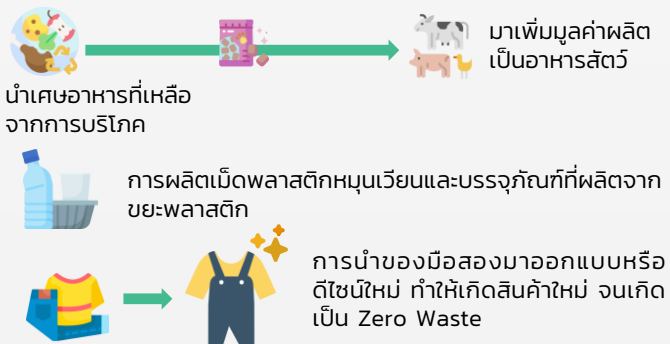 นำเศษอาหารที่เหลือ
จากการบริโภค
มาเพิ่มมูลค่าผลิต
เป็นอาหารสัตว์
การผลิตเม็ดพลาสติกหมุนเวียนและบรรจุภัณฑ์ที่ผลิตจาก
ขยะพลาสติก
การนำของมือสองมาออกแบบหรือ
ดีไซน์ใหม่ ทำให้เกิดสินค้าใหม่ จนเกิด
เป็น Zero Waste